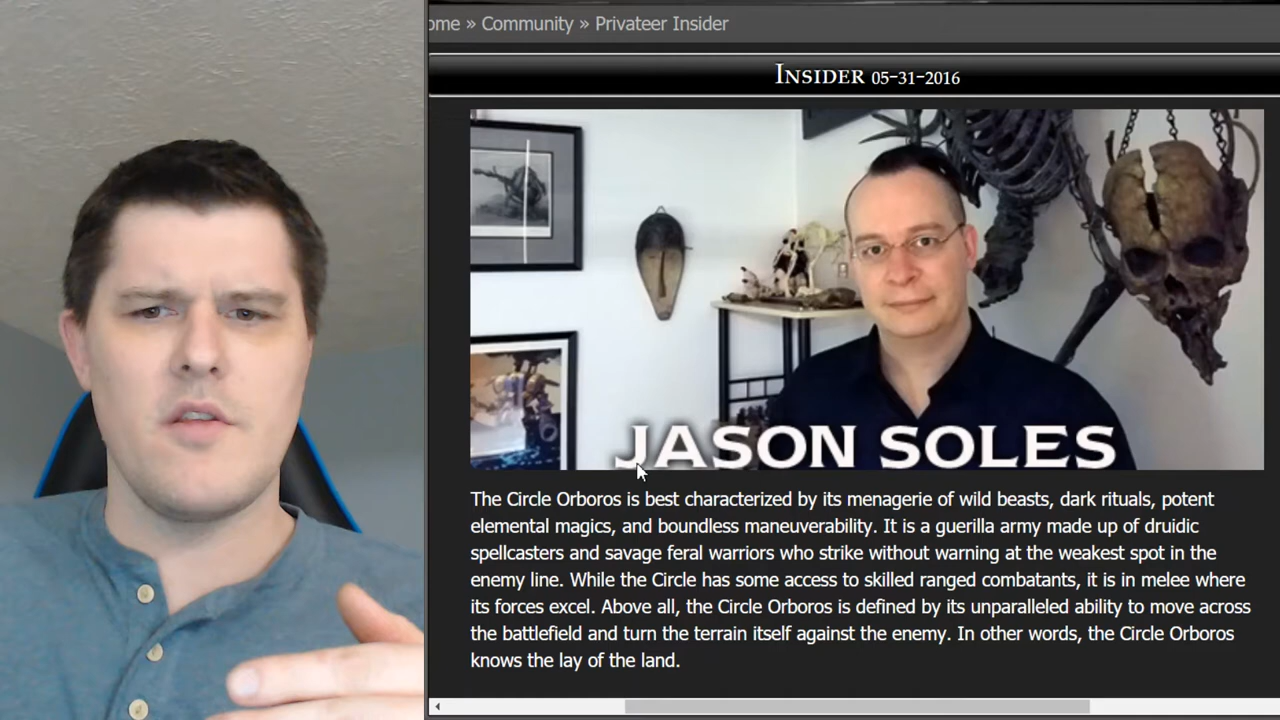 ome » Community » Privateer Insider
Insider 05-31-2016
JASON SOLES
The Circle Orboros is best characterized by its menagerie of wild beasts, dark rituals, potent
elemental magics, and boundless maneuverability. It is a guerilla army made up of druidic
spellcasters and savage feral warriors who strike without warning at the weakest spot in the
enemy line. While the Circle has some access to skilled ranged combatants, it is in melee where
its forces excel. Above all, the Circle Orboros is defined by its unparalleled ability to move across
the battlefield and turn the terrain itself against the enemy. In other words, the Circle Orboros
knows the lay of the land.